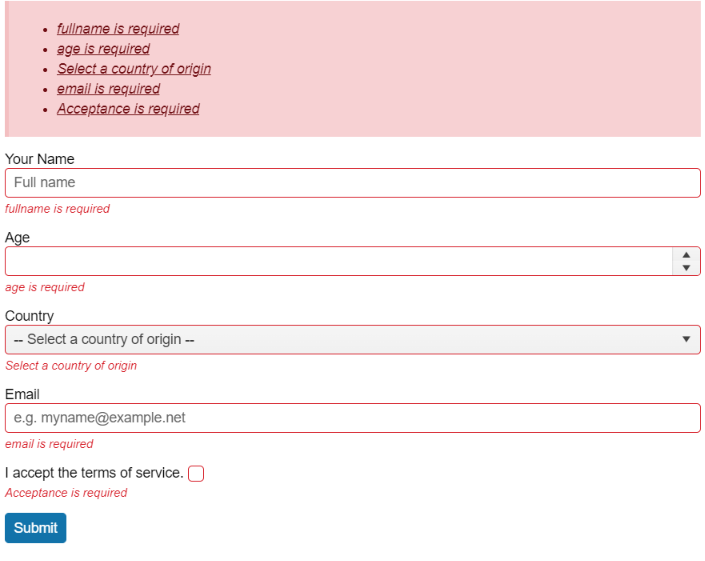 fullname is required
age is required
Select a country of origin
email is required
Acceptance is required
Your Name
Full name
fullname is required
Age
age is required
Country
-- Select a country of origin --
Select a country of origin
Email
e.g. myname@example.net
email is required
I accept the terms of service.
Acceptance is required
Submit